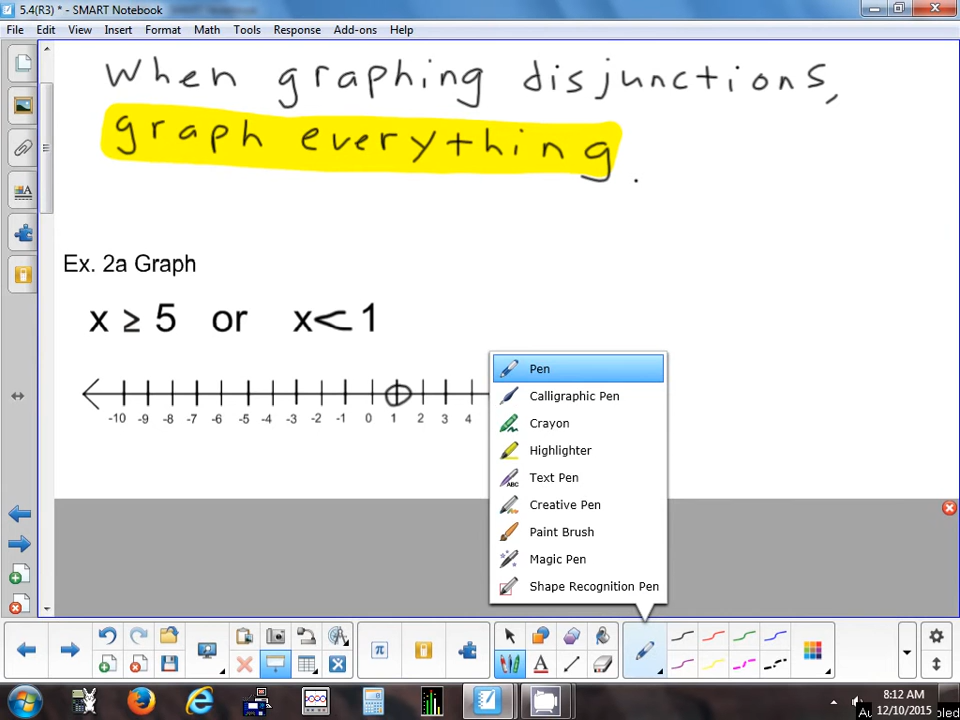 5.4(R3) * - SMART Notebook
File Edit View Insert Format Math Tools Response Add-ons Help
When graphing disjunctions,
graph everything.
Ex. 2a Graph
x ≥ 5 or x< 1
-10 -9 -8 -7 -6 -5 -4 -3 -2 -1 0 1 2 3 4
Pen
Calligraphic Pen
Crayon
Highlighter
Text Pen
Creative Pen
Paint Brush
Magic Pen
Shape Recognition Pen
8:12 AM
12/10/2015